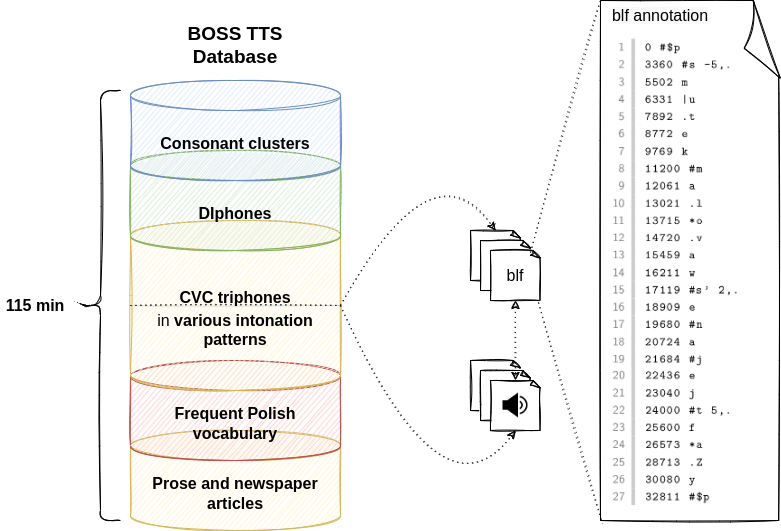 BOSS TTS
Database
115 min
Consonant clusters
DIphones
CVC triphones
in various intonation
patterns
Frequent Polish
vocabulary
Prose and newspaper
articles
blf
blf annotation
1 0 #$p
2 3360 #s -5,.
3 5502 m
4 6331 |u
5 7892 .t
6 8772 e
7 9769 k
8 11200 #m
9 12061 a
10 13021 .l
11 13715 *o
12 14720 .v
13 15459 a
14 16211 w
15 17119 #s' 2,.
16 18909 e
17 19680 #n
18 20724 a
19 21684 #j
20 22436 e
21 23040 j
22 24000 #t 5,.
23 25600 f
24 26573 *a
25 28713 .Z
26 30080 y
27 32811 #$p